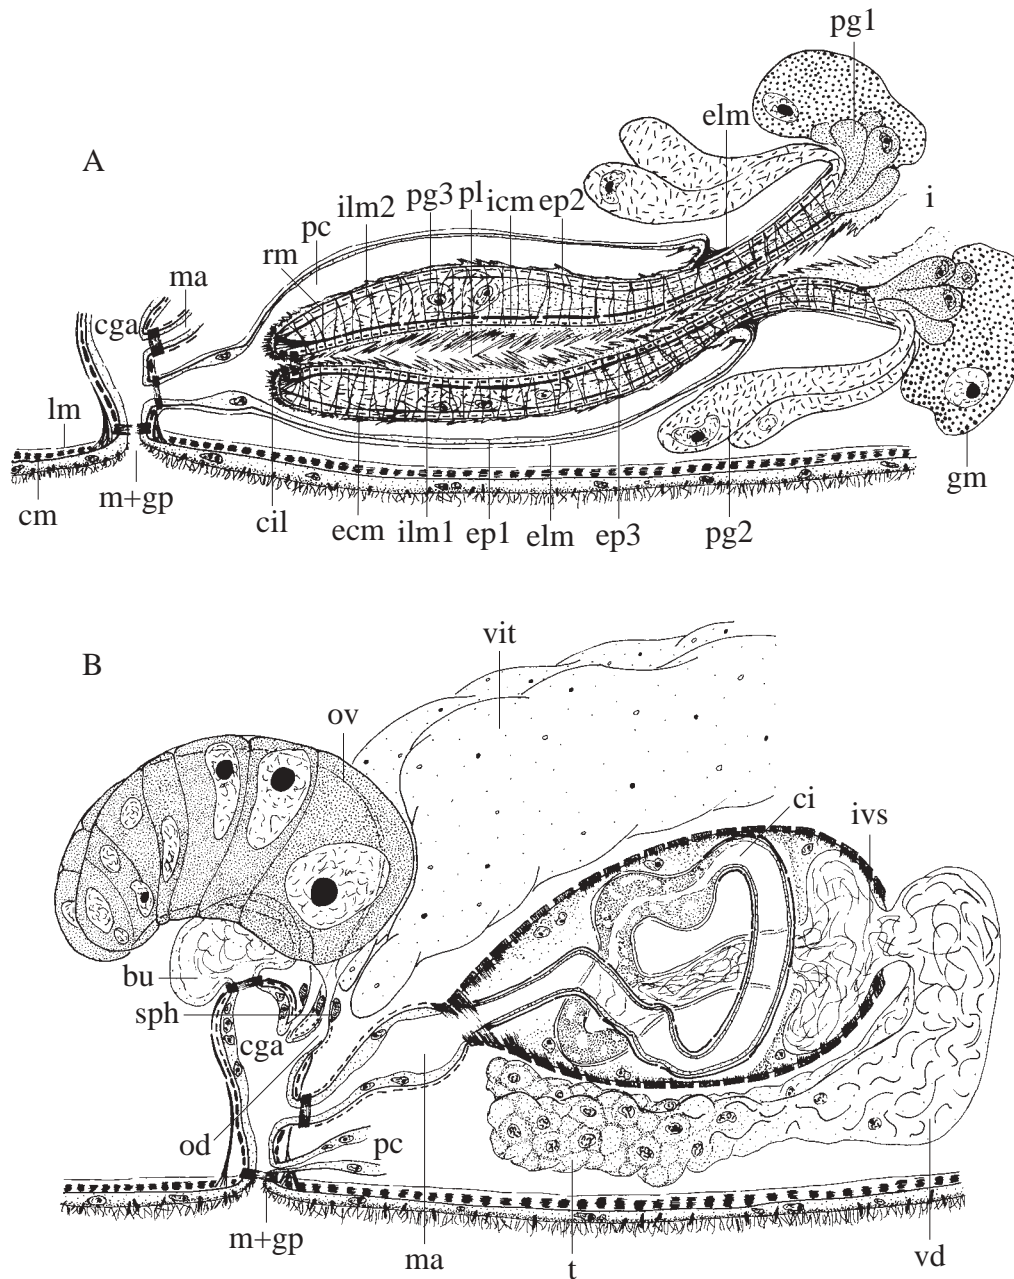 pg1
elm
A
pg3 pl icm ep2
ilm2
i
pc
rm
ma
cga
lm
gm
m+gp
cm
cil
ecm ilm1 ep1 elm ep3 pg2
vit
B
ov
ci
ivs
bu
sph
cga
od
pc
m+gp
ma
t
vd